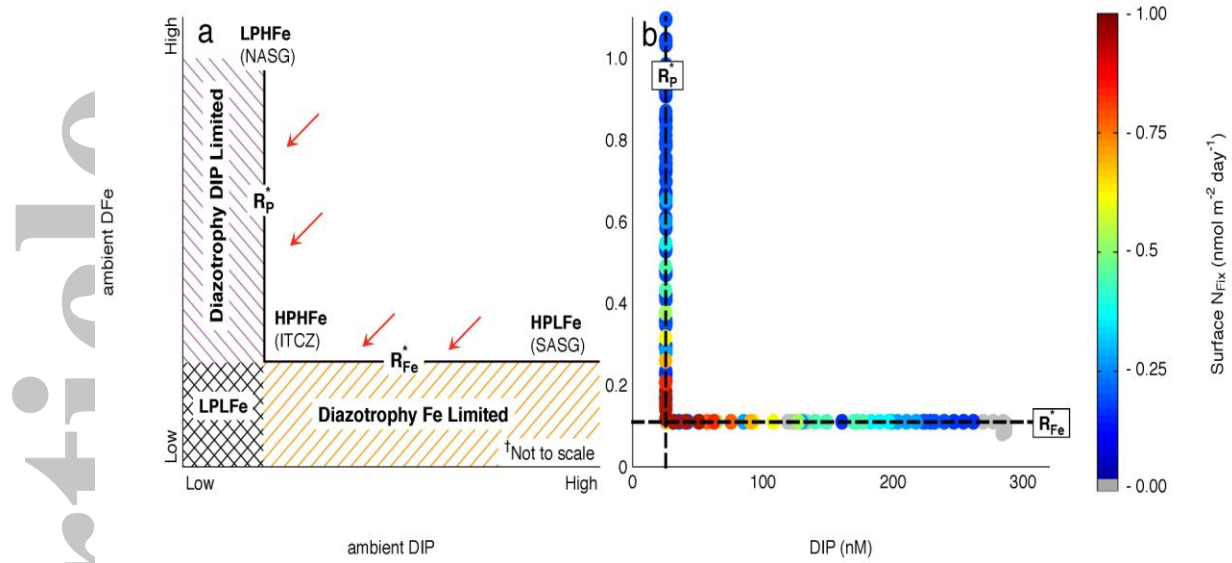 a
High
LPHFe
(NASG)
Diazotrophy DIP Limited
R*P
HPHFe
(ITCZ)
HPLFe
(SASG)
R*Fe
LPLFe
Diazotrophy Fe Limited
†Not to scale
Low
Low
High
ambient DFe
ambient DIP
b
R*P
1.0
0.8
0.6
0.4
0.2
0
R*Fe
0
100
200
300
DIP (nM)
- 1.00
- 0.75
- 0.5
- 0.25
- 0.00
Surface NFix (nmol m-2 day-1)